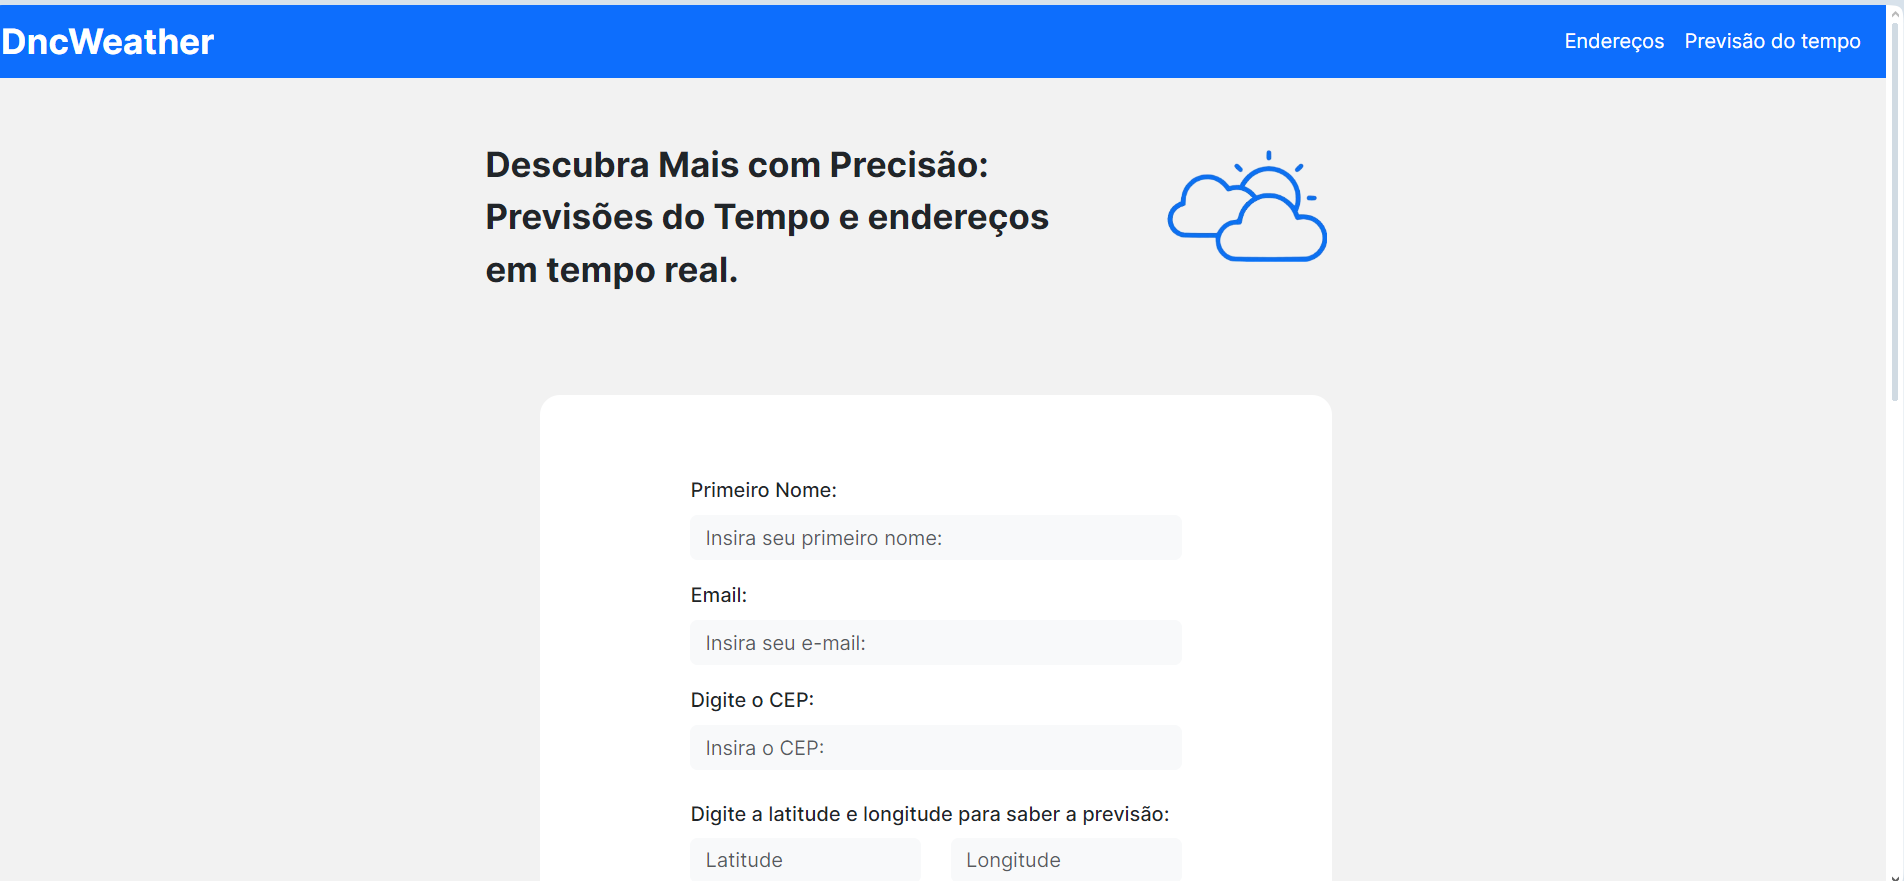 DncWeather
Endereços Previsão do tempo
Descubra Mais com Precisão:
Previsões do Tempo e endereços
em tempo real.
Primeiro Nome:
Insira seu primeiro nome:
Email:
Insira seu e-mail:
Digite o CEP:
Insira o CEP:
Digite a latitude e longitude para saber a previsão:
Latitude Longitude